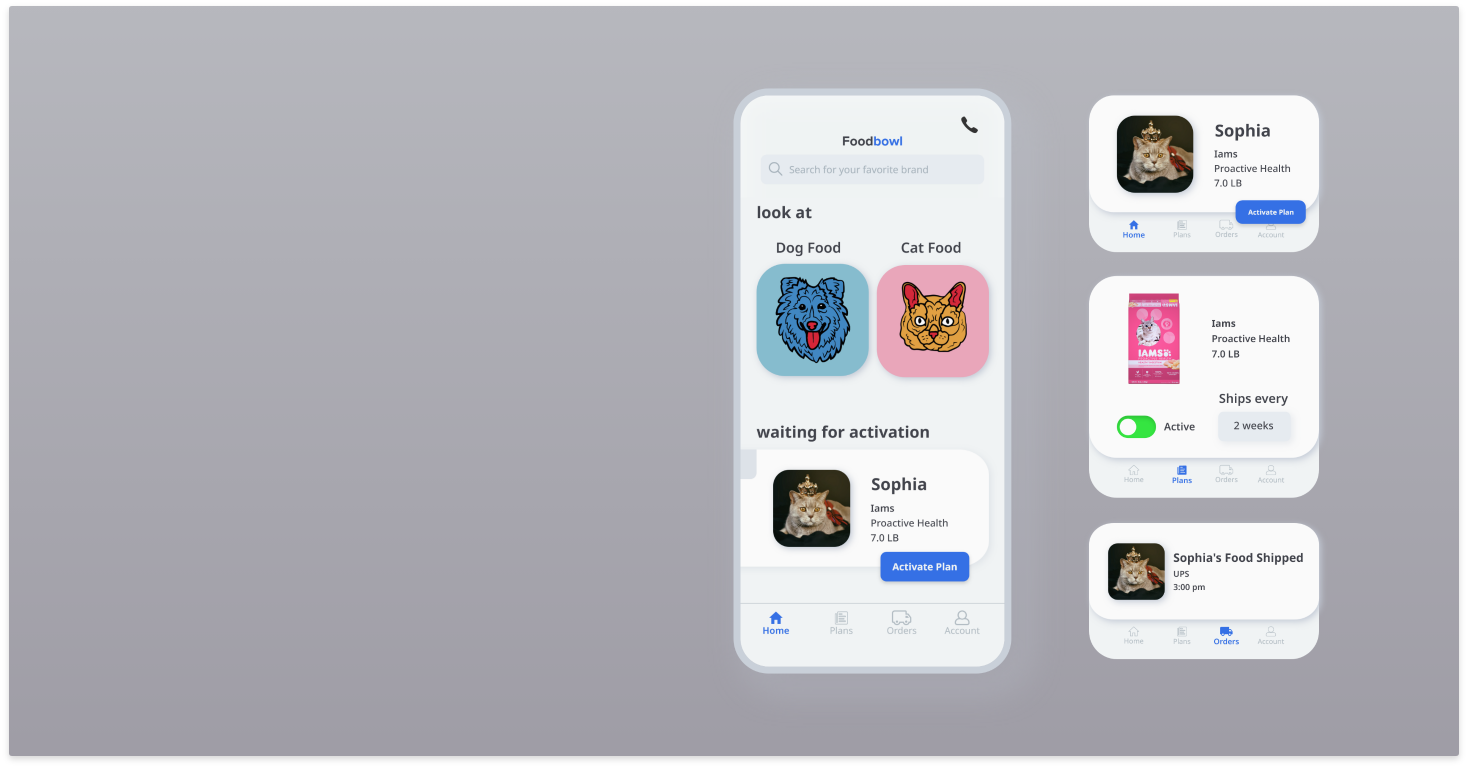 Foodbowl
Search for your favorite brand
look at
Dog Food
Cat Food
waiting for activation
Sophia
Iams
Proactive Health
7.0 LB
Activate Plan
Home
Plans
Orders
Account
Sophia
Iams
Proactive Health
7.0 LB
Activate Plan
Home
Plans
Orders
Account
IAMS
Iams
Proactive Health
7.0 LB
Ships every
Active
2 weeks
Home
Plans
Orders
Account
Sophia's Food Shipped
UPS
3:00 pm
Home
Plans
Orders
Account